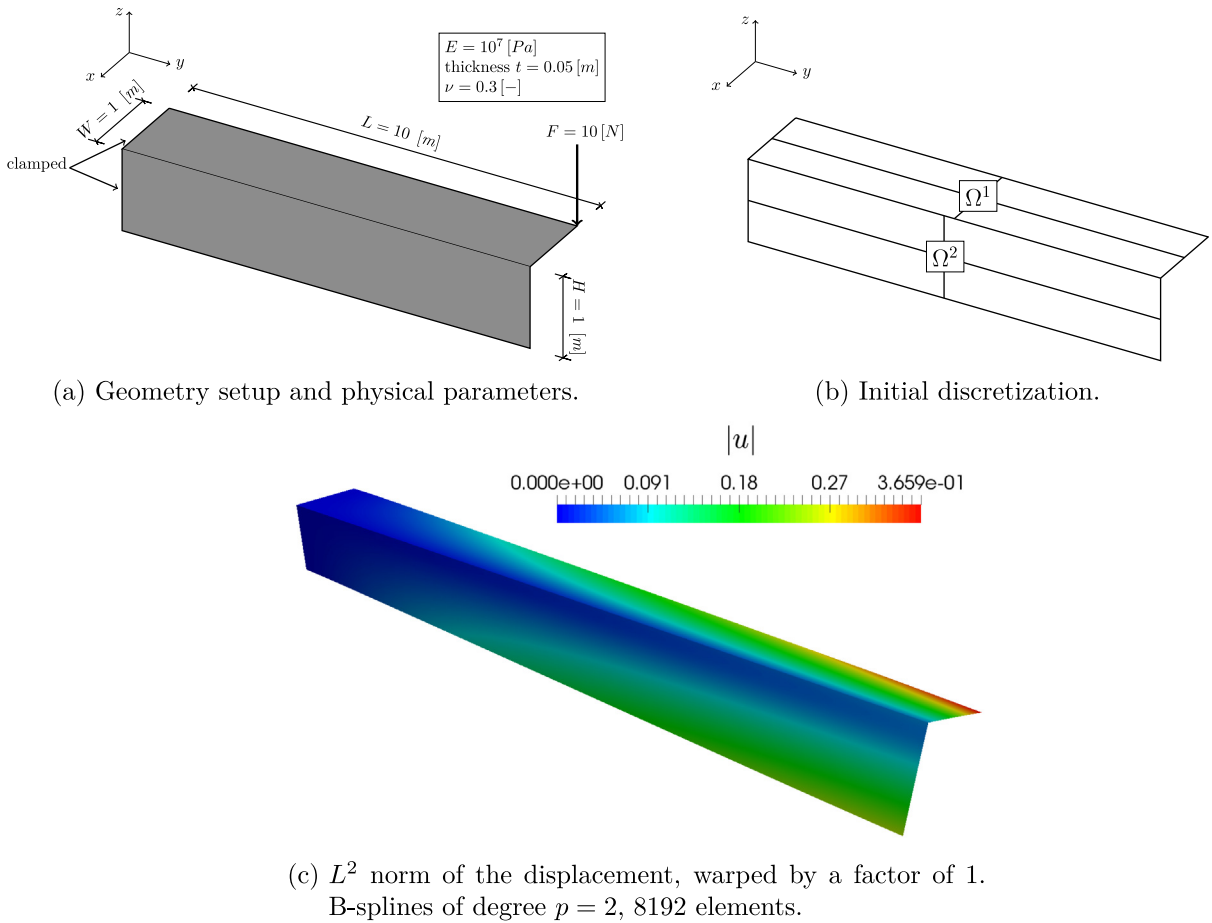 z
x
y
E = 10^7 [Pa]
thickness t = 0.05 [m]
ν = 0.3 [−]
W = 1 [m]
L = 10 [m]
F = 10 [N]
clamped
H = 1 [m]
(a) Geometry setup and physical parameters.
z
x
y
Ω^1
Ω^2
(b) Initial discretization.
|u|
0.000e+00 0.091 0.18 0.27 3.659e-01
(c) L^2 norm of the displacement, warped by a factor of 1.
B-splines of degree p = 2, 8192 elements.